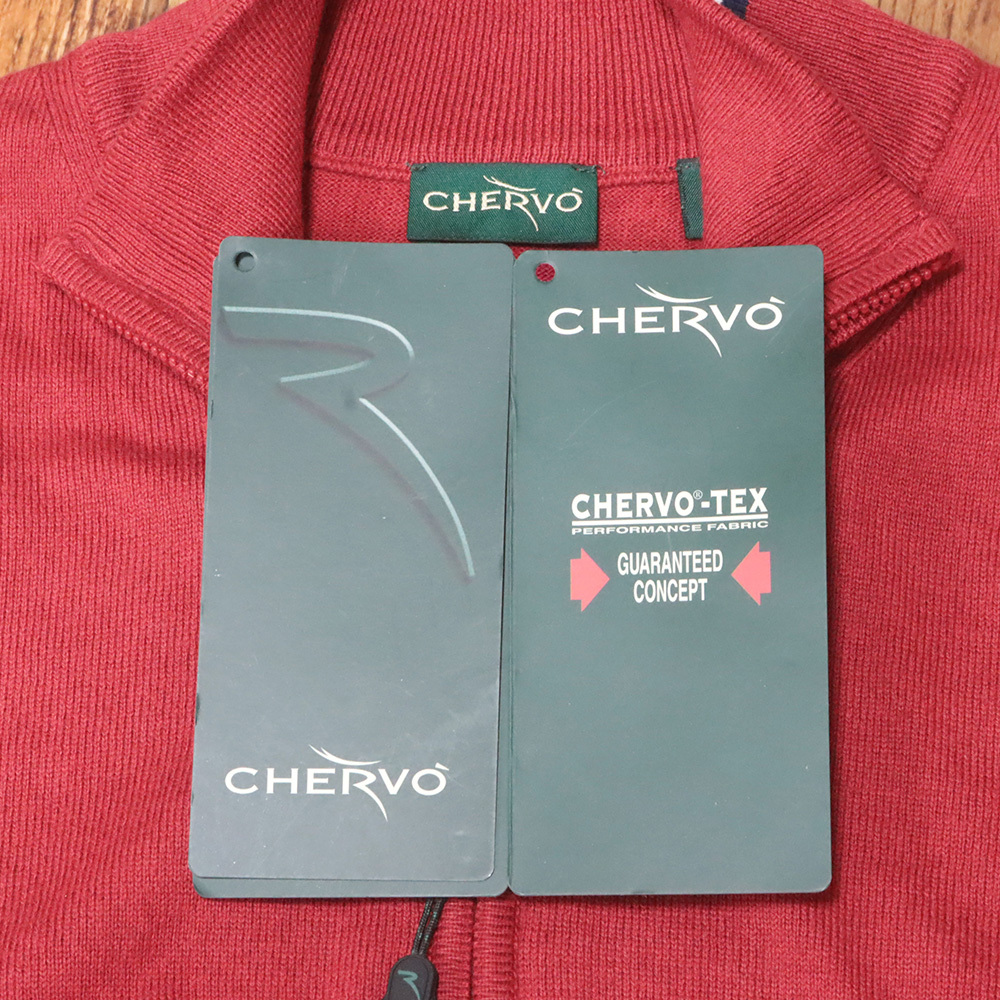 CHERVÒ
CHERVÒ
CHERVO®-TEX
PERFORMANCE FABRIC
GUARANTEED
CONCEPT
CHERVÒ